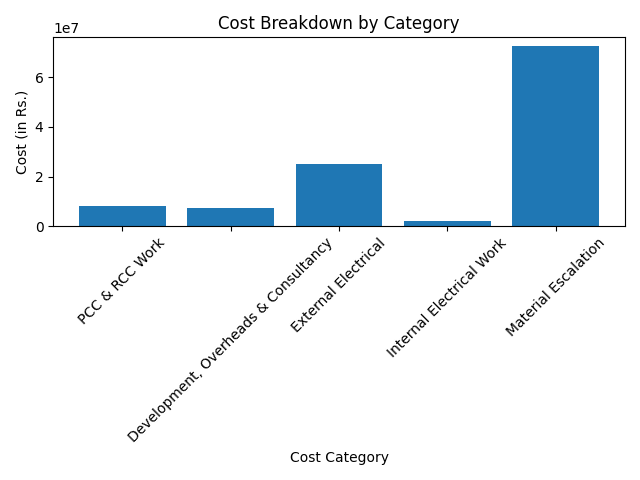 Cost Breakdown by Category
1e7
6
4
2
0
Cost (in Rs.)
PCC & RCC Work
Development, Overheads & Consultancy
External Electrical
Internal Electrical Work
Material Escalation
Cost Category